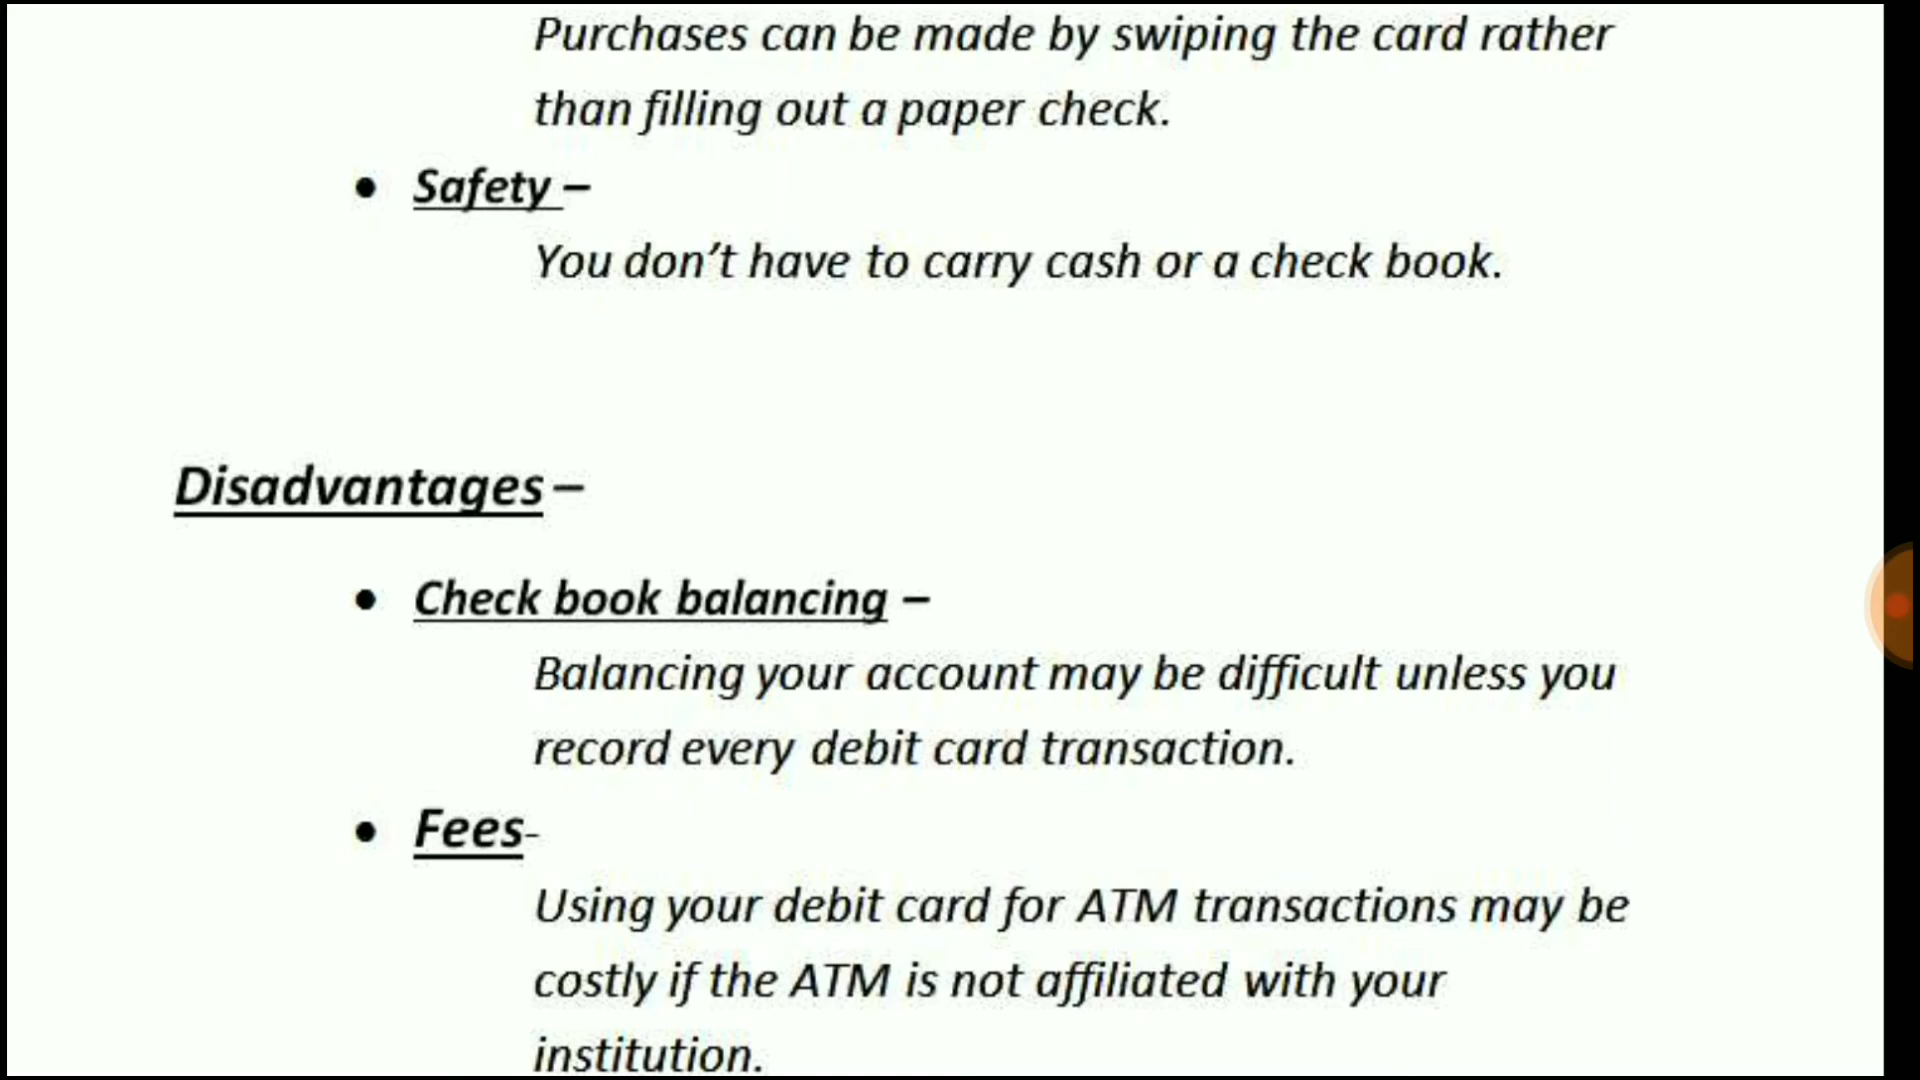 Purchases can be made by swiping the card rather
than filling out a paper check.
• Safety –
You don’t have to carry cash or a check book.
Disadvantages –
• Check book balancing –
Balancing your account may be difficult unless you
record every debit card transaction.
• Fees-
Using your debit card for ATM transactions may be
costly if the ATM is not affiliated with your
institution.